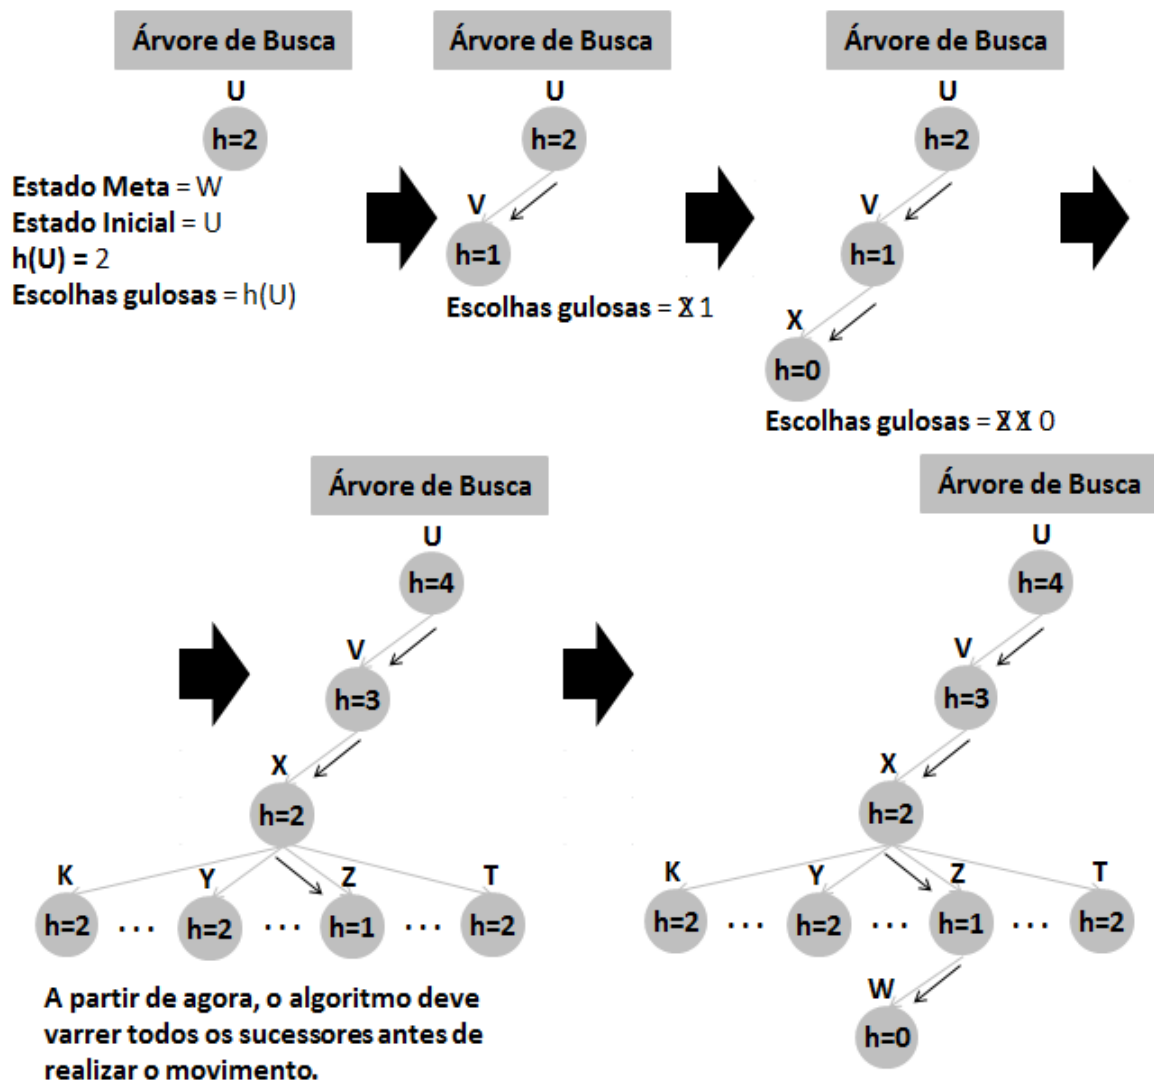 Árvore de Busca
U
h=2
Estado Meta = W
Estado Inicial = U
h(U) = 2
Escolhas gulosas = h(U)
Árvore de Busca
U
h=2
V
h=1
Escolhas gulosas = 2 1
Árvore de Busca
U
h=2
V
h=1
X
h=0
Escolhas gulosas = 2 1 0
Árvore de Busca
U
h=4
V
h=3
X
h=2
K Y Z T
h=2 ... h=2 ... h=1 ... h=2
A partir de agora, o algoritmo deve
varrer todos os sucessores antes de
realizar o movimento.
Árvore de Busca
U
h=4
V
h=3
X
h=2
K Y Z T
h=2 ... h=2 ... h=1 ... h=2
W
h=0